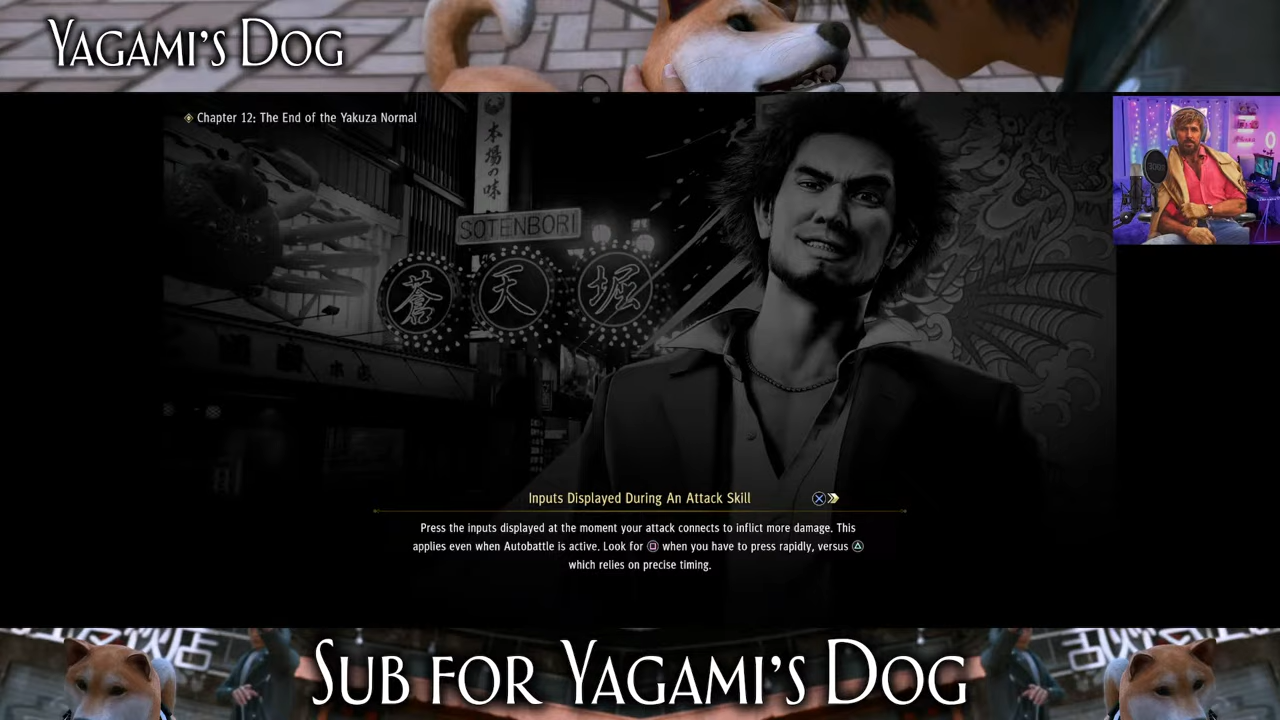 Yagami's Dog
Chapter 12: The End of the Yakuza Normal
本場の味
SOTENBORI
蒼天堀
Inputs Displayed During An Attack Skill
Press the inputs displayed at the moment your attack connects to inflict more damage. This
applies even when Autobattle is active. Look for when you have to press rapidly, versus
which relies on precise timing.
Sub for Yagami's Dog